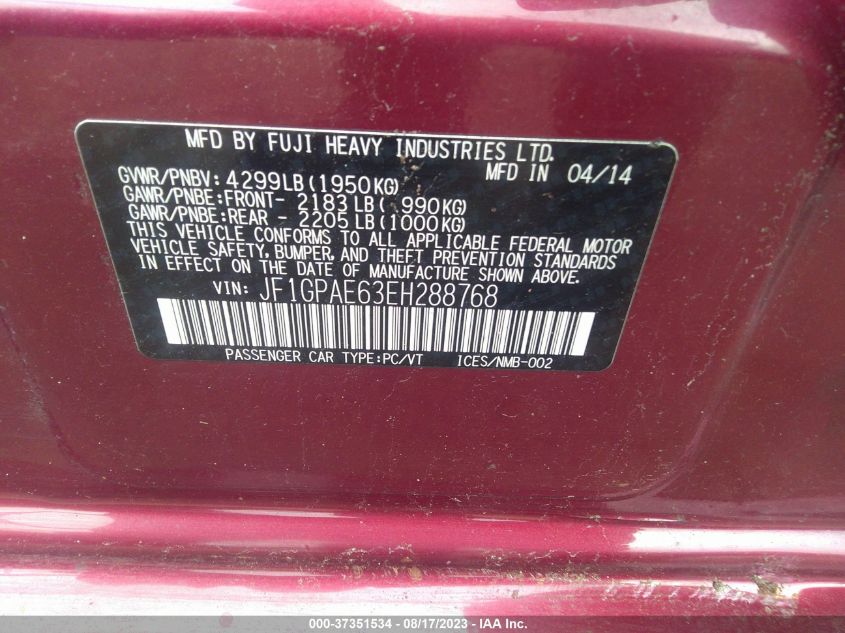 MFD BY FUJI HEAVY INDUSTRIES LTD.
MFD IN 04/14
GVWR/PNBV: 4299LB (1950KG)
GAWR/PNBE: FRONT- 2183LB ( 990KG)
GAWR/PNBE: REAR - 2205LB (1000KG)
THIS VEHICLE CONFORMS TO ALL APPLICABLE FEDERAL MOTOR
VEHICLE SAFETY, BUMPER, AND THEFT PREVENTION STANDARDS
IN EFFECT ON THE DATE OF MANUFACTURE SHOWN ABOVE.
VIN: JF1GPAE63EH288768
PASSENGER CAR TYPE:PC/VT ICES/NMB-002
000-37351534 - 08/17/2023 - IAA Inc.